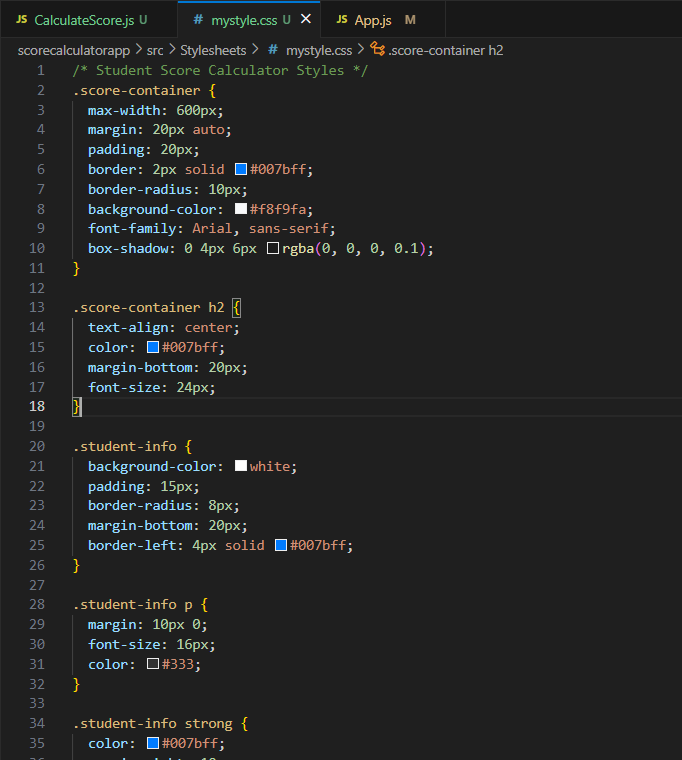 JS CalculateScore.js U # mystyle.css U × JS App.js M
scorecalculatorapp > src > Stylesheets > # mystyle.css > .score-container h2
1 /* Student Score Calculator Styles */
2 .score-container {
3 max-width: 600px;
4 margin: 20px auto;
5 padding: 20px;
6 border: 2px solid #007bff;
7 border-radius: 10px;
8 background-color: #f8f9fa;
9 font-family: Arial, sans-serif;
10 box-shadow: 0 4px 6px rgba(0, 0, 0, 0.1);
11 }
12
13 .score-container h2 {
14 text-align: center;
15 color: #007bff;
16 margin-bottom: 20px;
17 font-size: 24px;
18 }
19
20 .student-info {
21 background-color: white;
22 padding: 15px;
23 border-radius: 8px;
24 margin-bottom: 20px;
25 border-left: 4px solid #007bff;
26 }
27
28 .student-info p {
29 margin: 10px 0;
30 font-size: 16px;
31 color: #333;
32 }
33
34 .student-info strong {
35 color: #007bff;